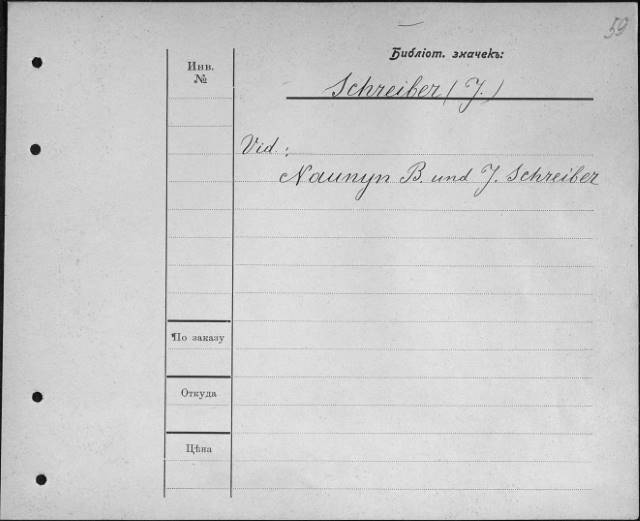 59
Библіот. значекъ:
Инв.
№
Schreiber (J.)
Vid.:
Naunyn B. und J. Schreiber
По заказу
Откуда
Цѣна